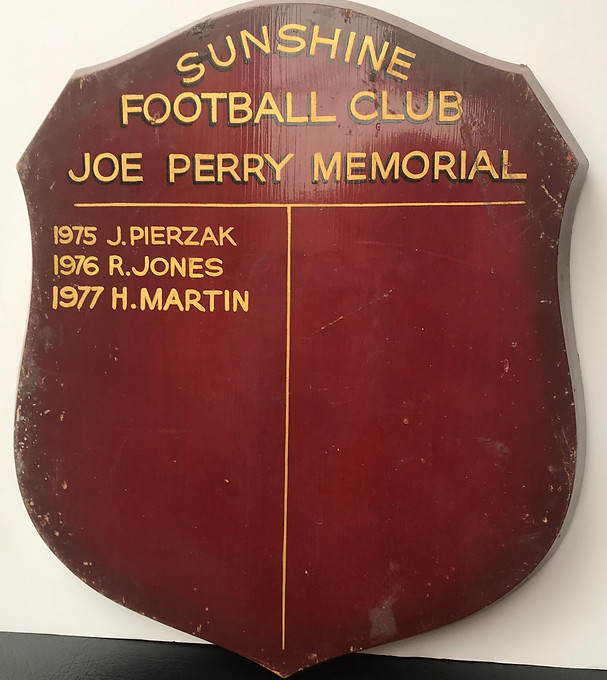 SUNSHINE
FOOTBALL CLUB
JOE PERRY MEMORIAL
1975 J.PIERZAK
1976 R.JONES
1977 H.MARTIN